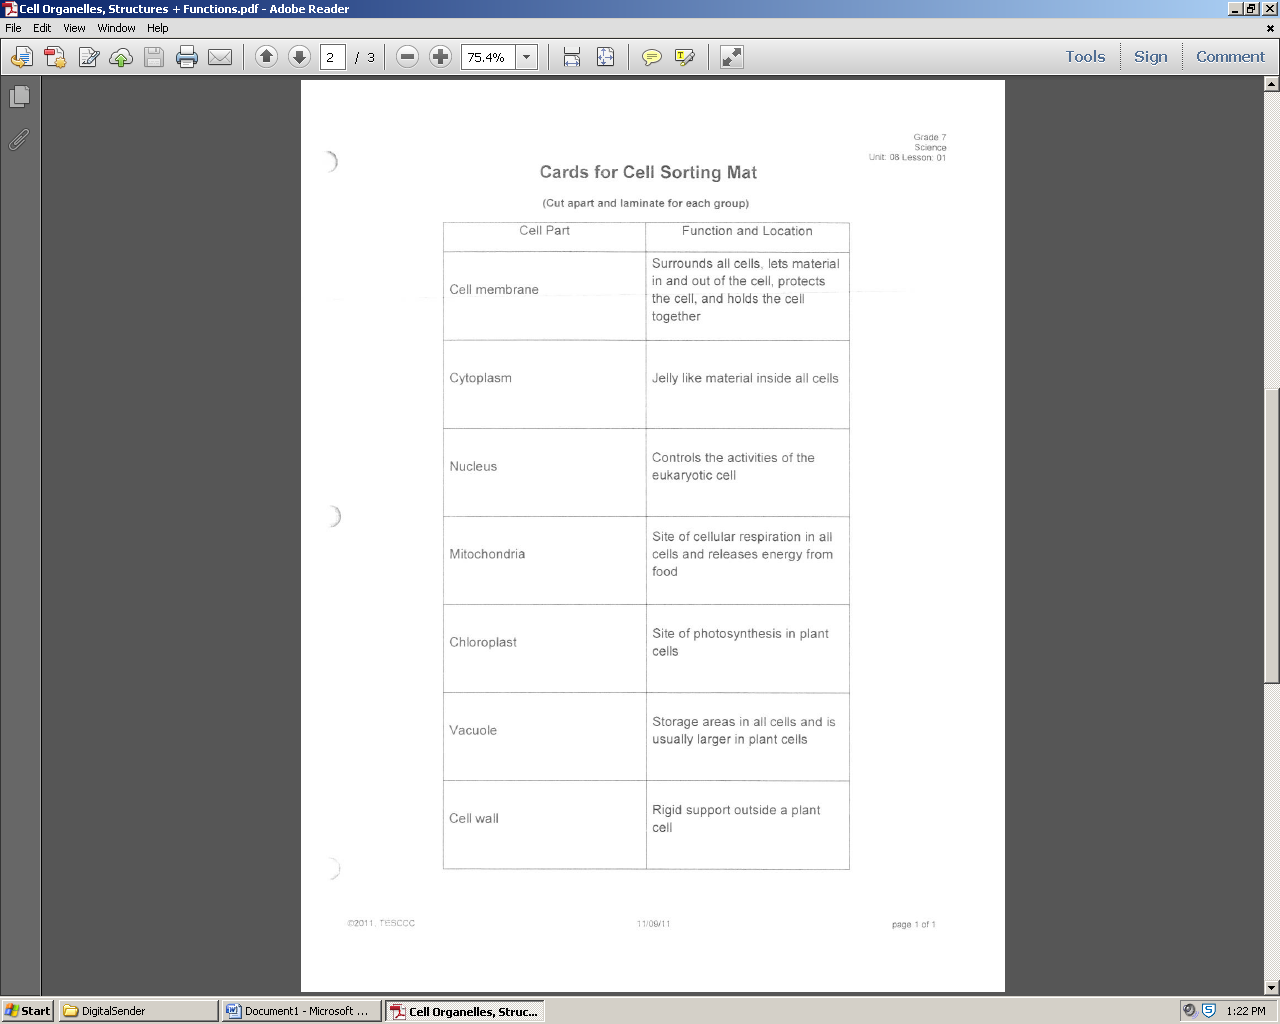 Cell Organelles, Structures + Functions.pdf - Adobe Reader
File Edit View Window Help
2 / 3 75.4% Tools Sign Comment
Grade 7
Science
Unit: 08 Lesson: 01
Cards for Cell Sorting Mat
(Cut apart and laminate for each group)
Cell Part Function and Location
Cell membrane
Surrounds all cells, lets material
in and out of the cell, protects
the cell, and holds the cell
together
Cytoplasm Jelly like material inside all cells
Nucleus
Controls the activities of the
eukaryotic cell
Mitochondria
Site of cellular respiration in all
cells and releases energy from
food
Chloroplast
Site of photosynthesis in plant
cells
Vacuole
Storage areas in all cells and is
usually larger in plant cells
Cell wall
Rigid support outside a plant
cell
©2011, TESCCC 11/09/11 page 1 of 1
Start DigitalSender Document1 - Microsoft ... Cell Organelles, Struc... 1:22 PM